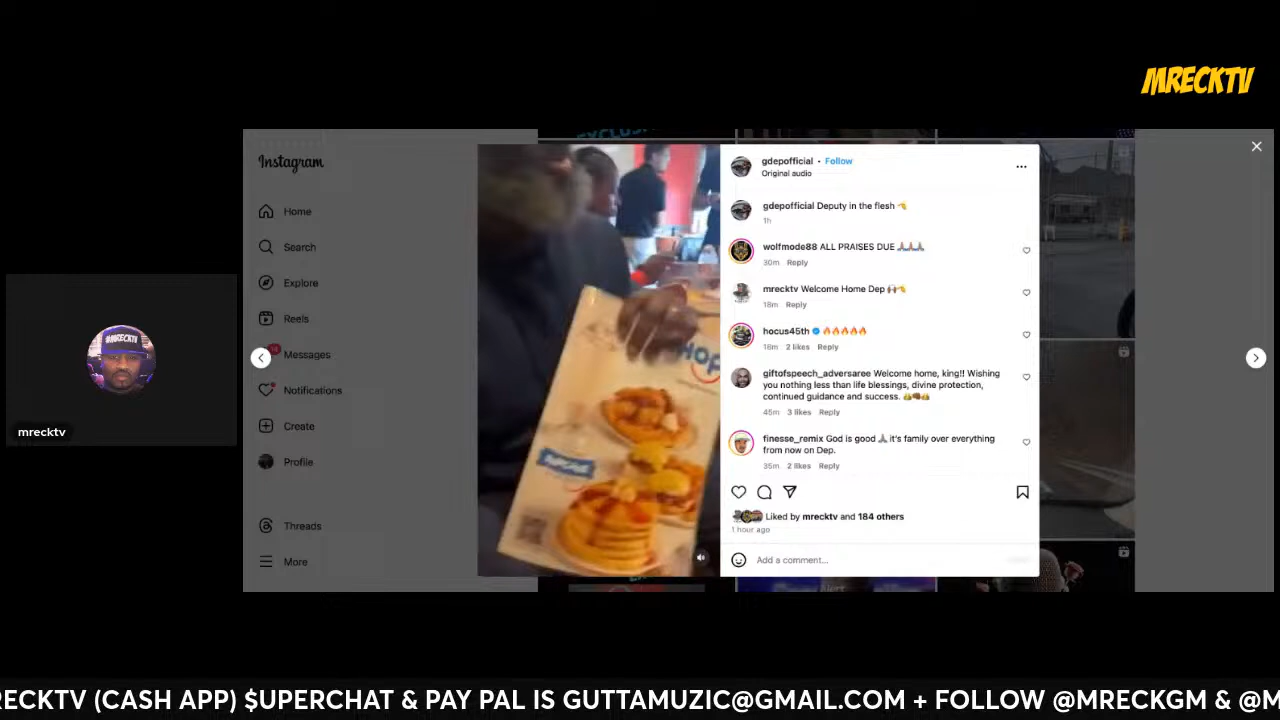 MRECKTV
Instagram
Home
Search
Explore
Reels
Messages
Notifications
Create
Profile
Threads
More
gdepofficial • Follow
Original audio
gdepofficial Deputy in the flesh 🫡
1h
wolfmode88 ALL PRAISES DUE 🙏🏽🙏🏽🙏🏽
30m Reply
mrecktv Welcome Home Dep 🙌🏾🫡
18m Reply
hocus45th 🔥🔥🔥🔥🔥
18m 2 likes Reply
giftofspeech_adversaree Welcome home, king!! Wishing
you nothing less than life blessings, divine protection,
continued guidance and success.
45m 3 likes Reply
finesse_remix God is good 🙏🏽 it's family over everything
from now on Dep.
35m 2 likes Reply
Liked by mrecktv and 184 others
1 hour ago
Add a comment...
mrecktv
RECKTV (CASH APP) $UPERCHAT & PAY PAL IS GUTTAMUZIC@GMAIL.COM + FOLLOW @MRECKGM & @M